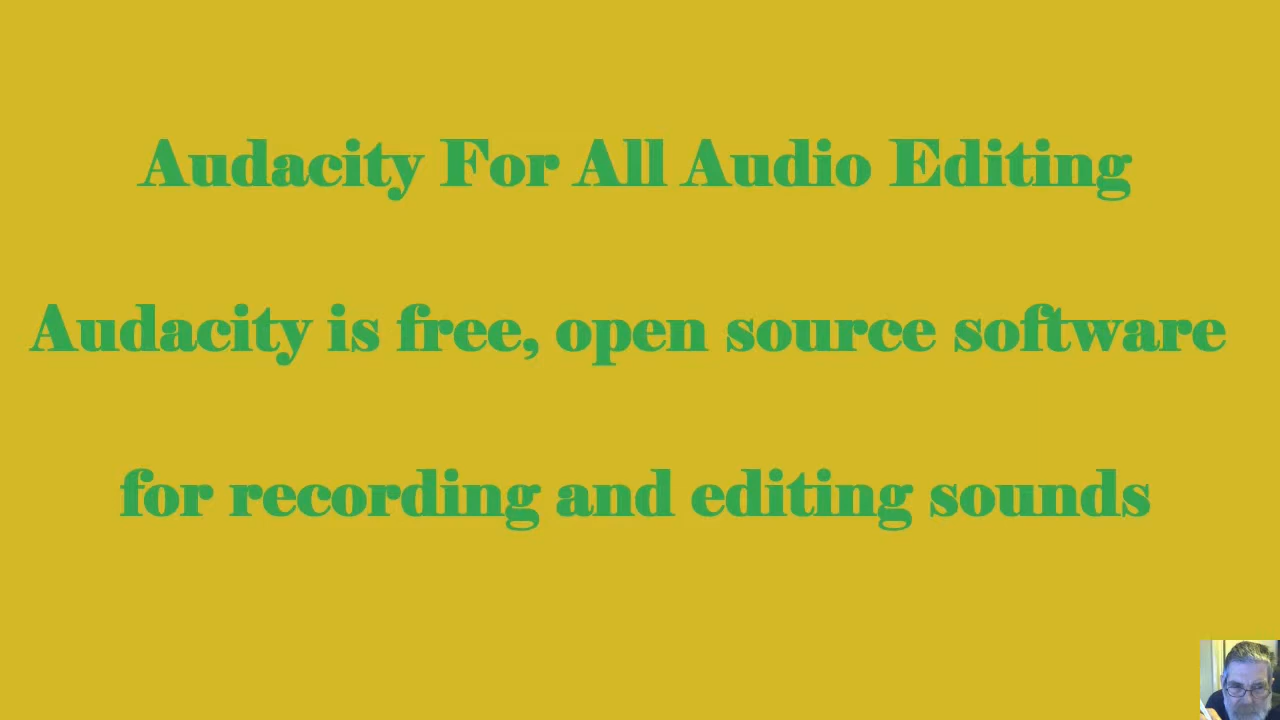 Audacity For All Audio Editing
Audacity is free, open source software
for recording and editing sounds